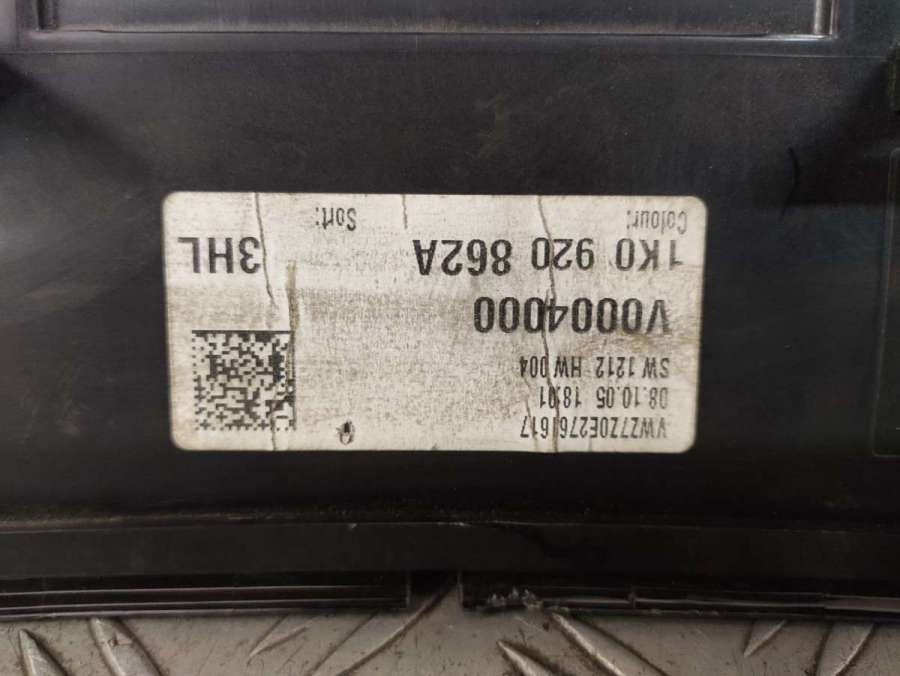 VWZ7Z0E2761617
08.10.05 18:01
SW 1212 HW 004
V0004000
1K0 920 862A 3HL
Colour: Sort: